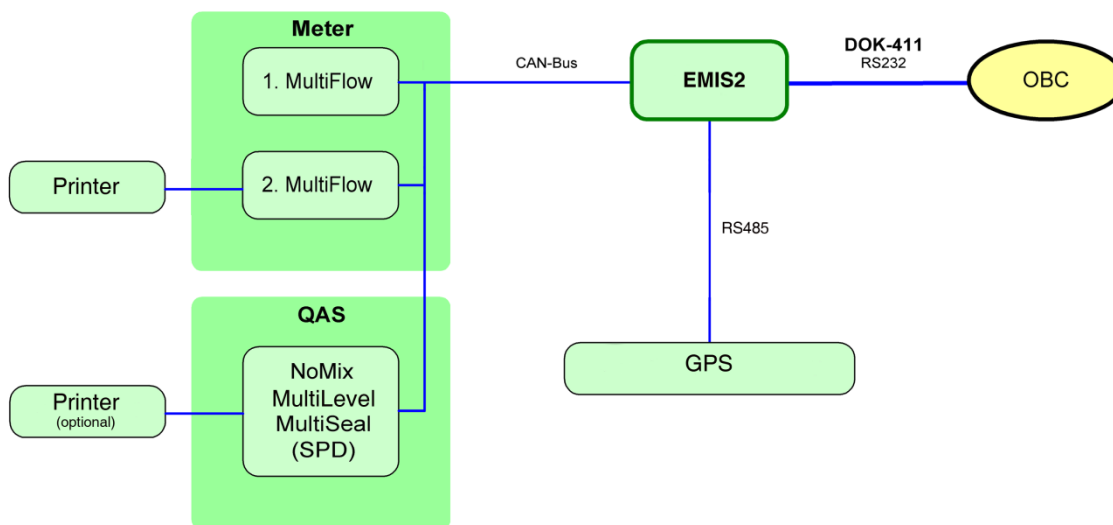 Meter
1. MultiFlow
CAN-Bus
EMIS2
DOK-411
RS232
OBC
Printer
2. MultiFlow
RS485
QAS
NoMix
MultiLevel
MultiSeal
(SPD)
Printer
(optional)
GPS